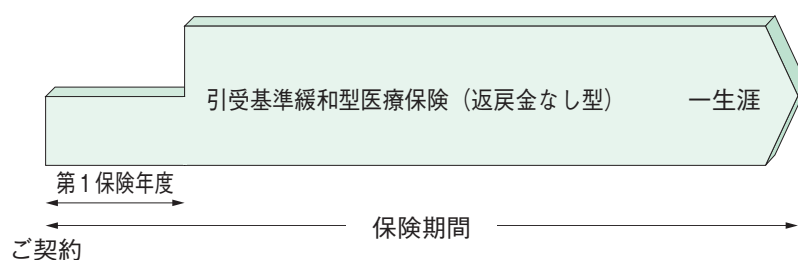 引受基準緩和型医療保険（返戻金なし型）　一生涯
第1保険年度
保険期間
ご契約